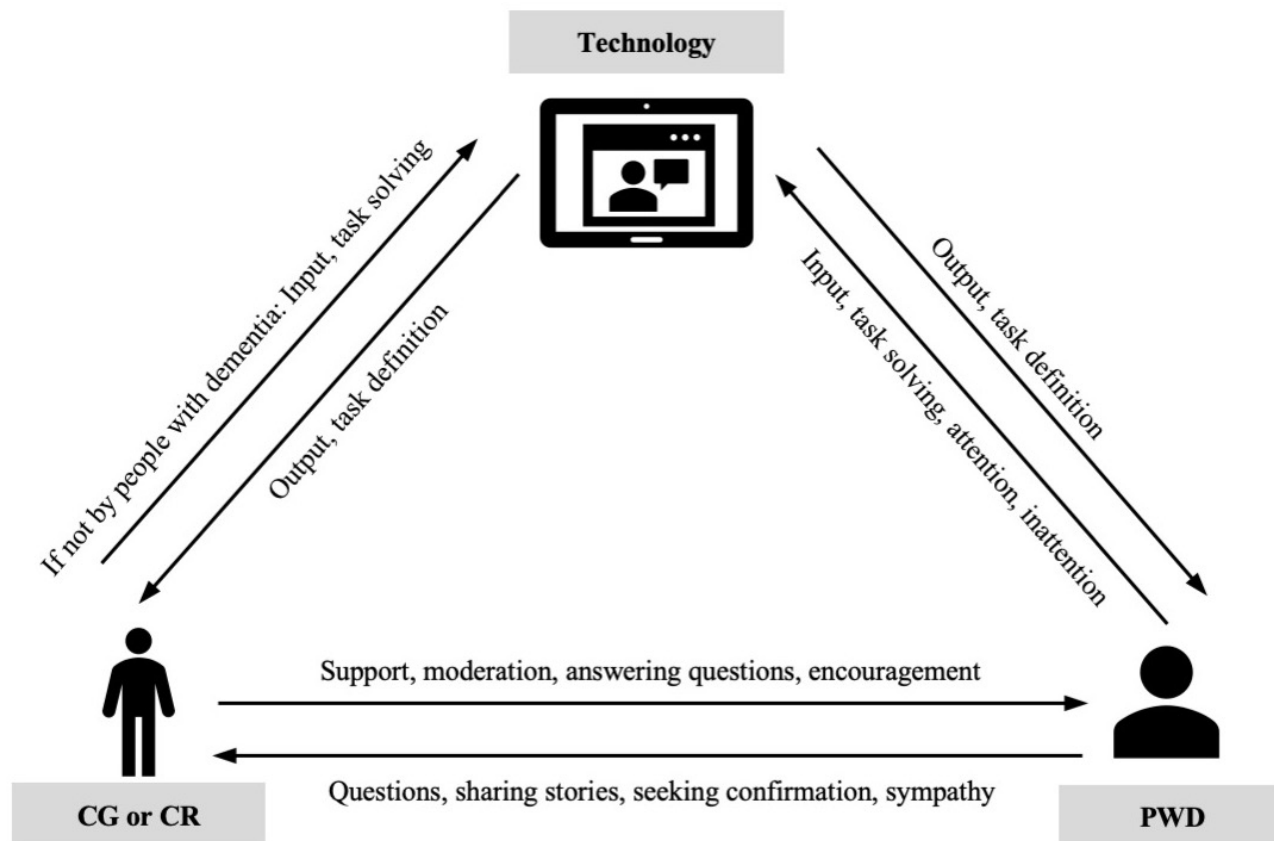 Technology
If not by people with dementia: Input, task solving
Output, task definition
Output, task definition
Input, task solving, attention, inattention
Support, moderation, answering questions, encouragement
Questions, sharing stories, seeking confirmation, sympathy
CG or CR
PWD